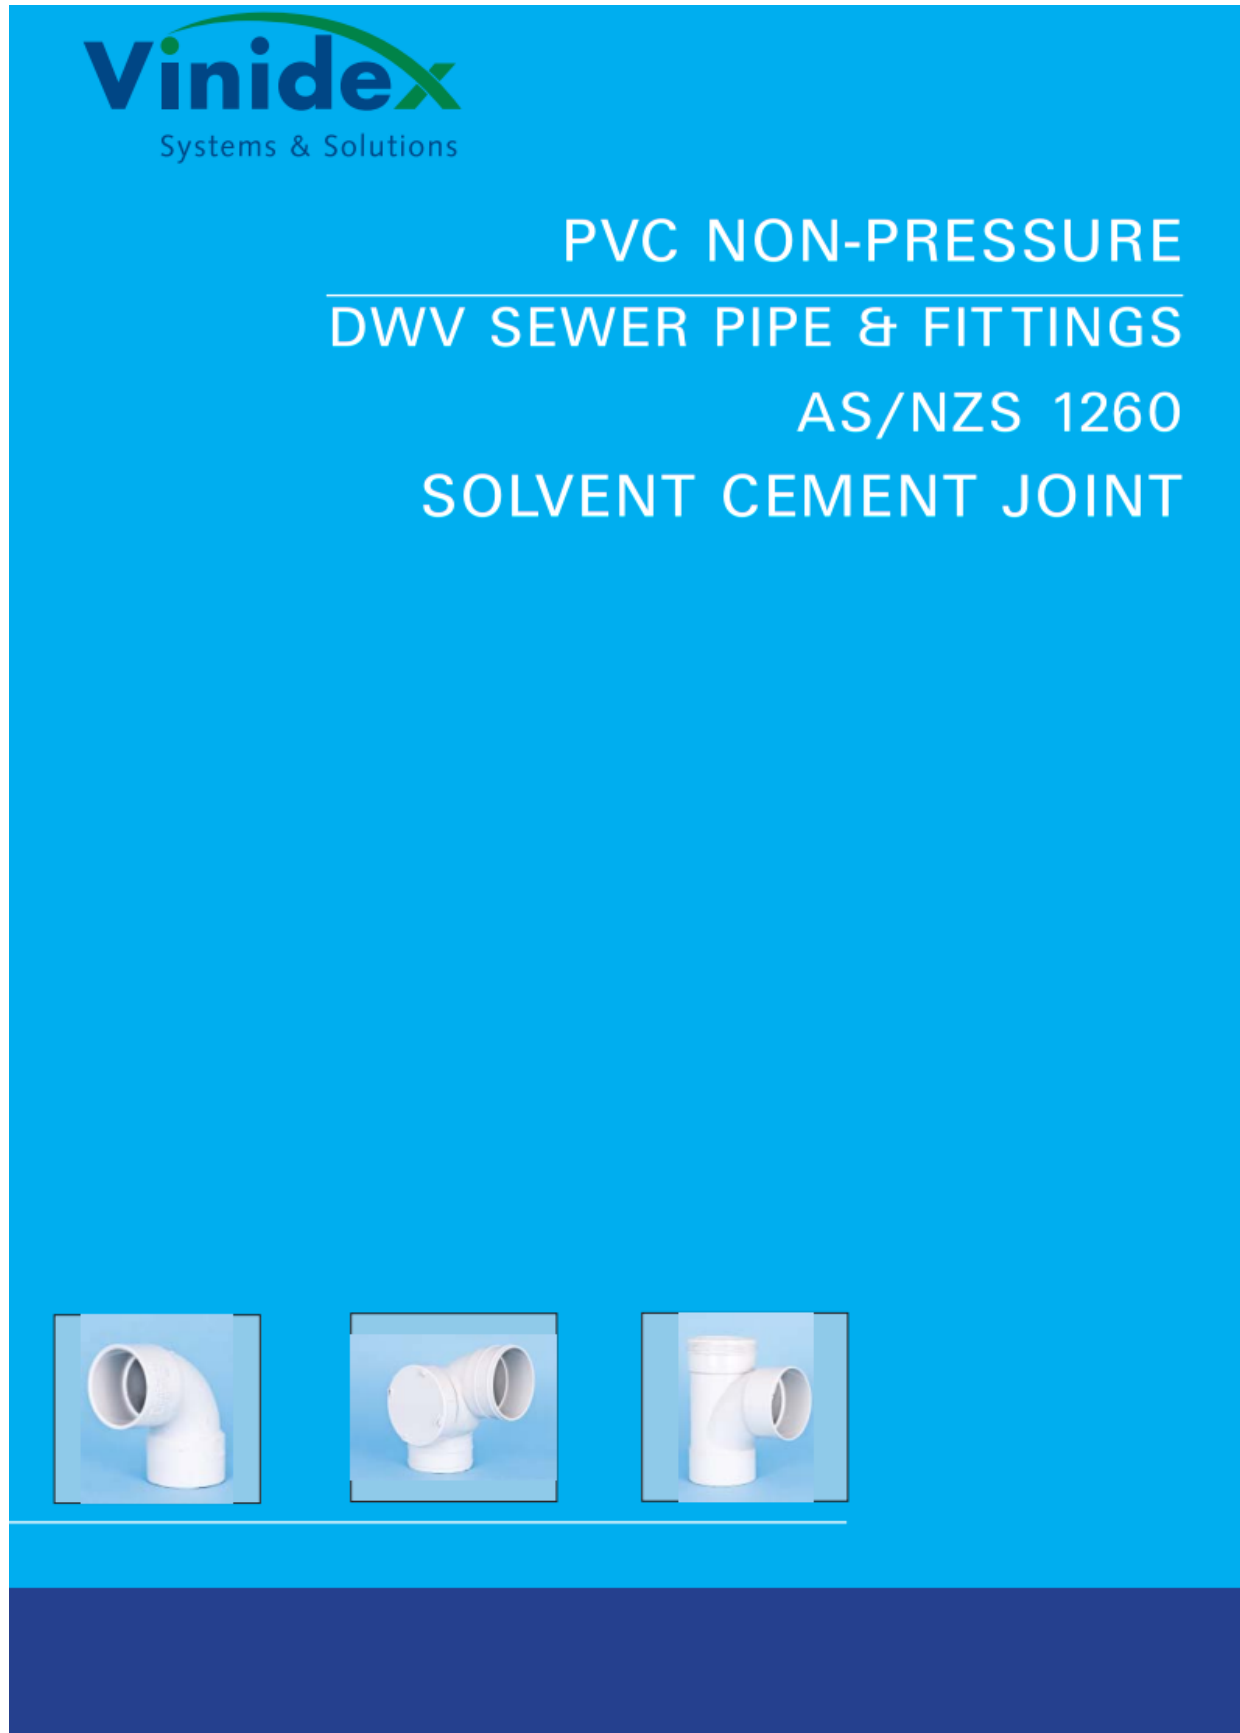 Vinidex
Systems & Solutions
PVC NON-PRESSURE
DWV SEWER PIPE & FITTINGS
AS/NZS 1260
SOLVENT CEMENT JOINT